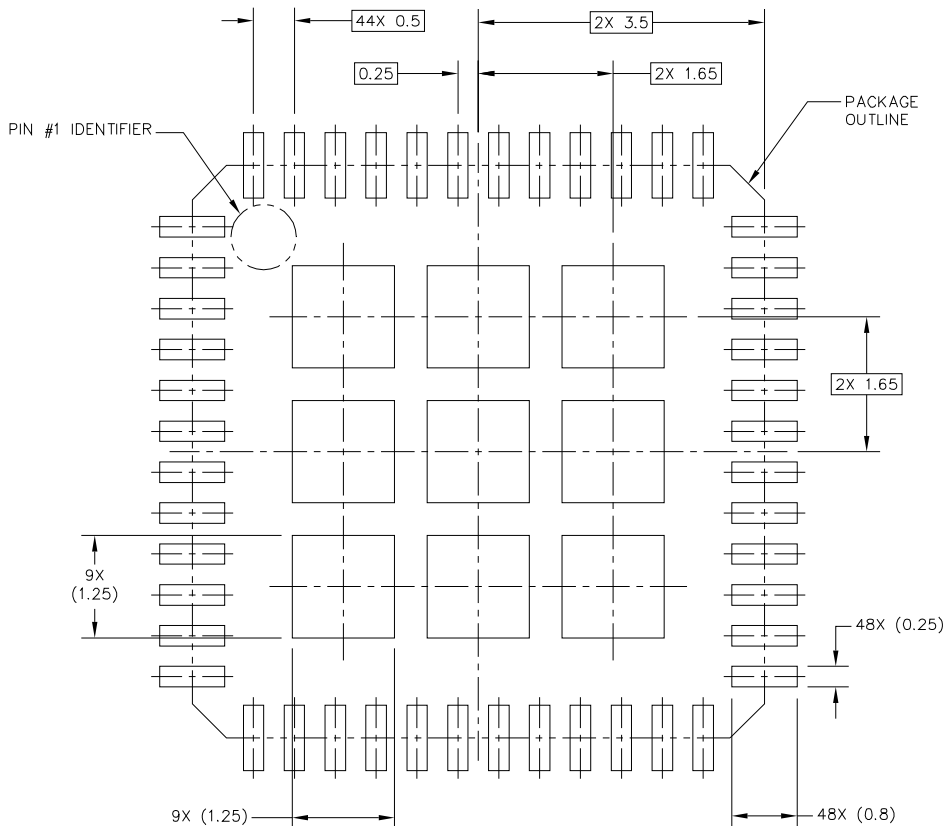 44X 0.5
2X 3.5
0.25
2X 1.65
PIN #1 IDENTIFIER
PACKAGE
OUTLINE
2X 1.65
9X
(1.25)
48X (0.25)
9X (1.25)
48X (0.8)